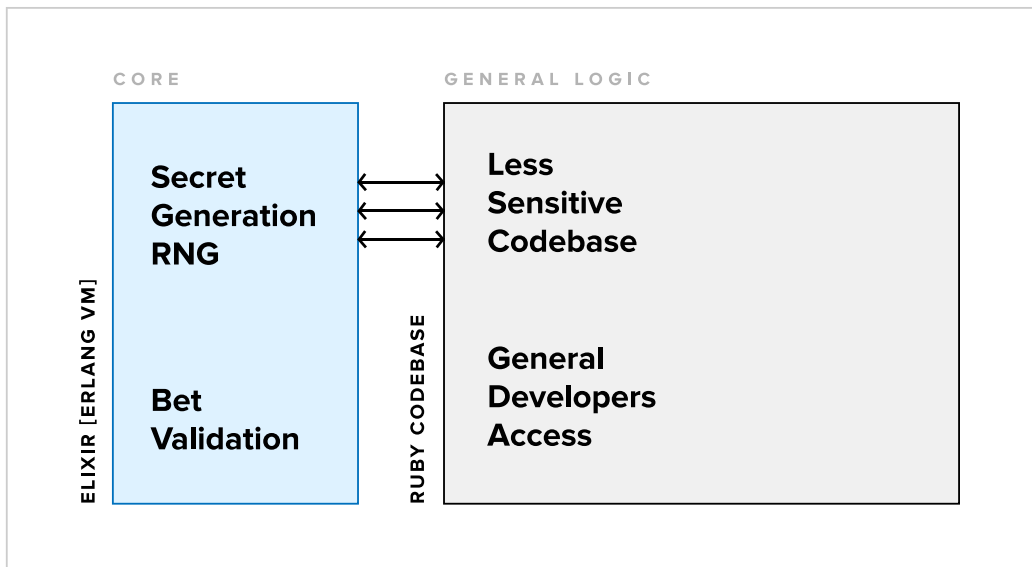 CORE
Secret
Generation
RNG
Bet
Validation
ELIXIR [ERLANG VM]
GENERAL LOGIC
Less
Sensitive
Codebase
General
Developers
Access
RUBY CODEBASE